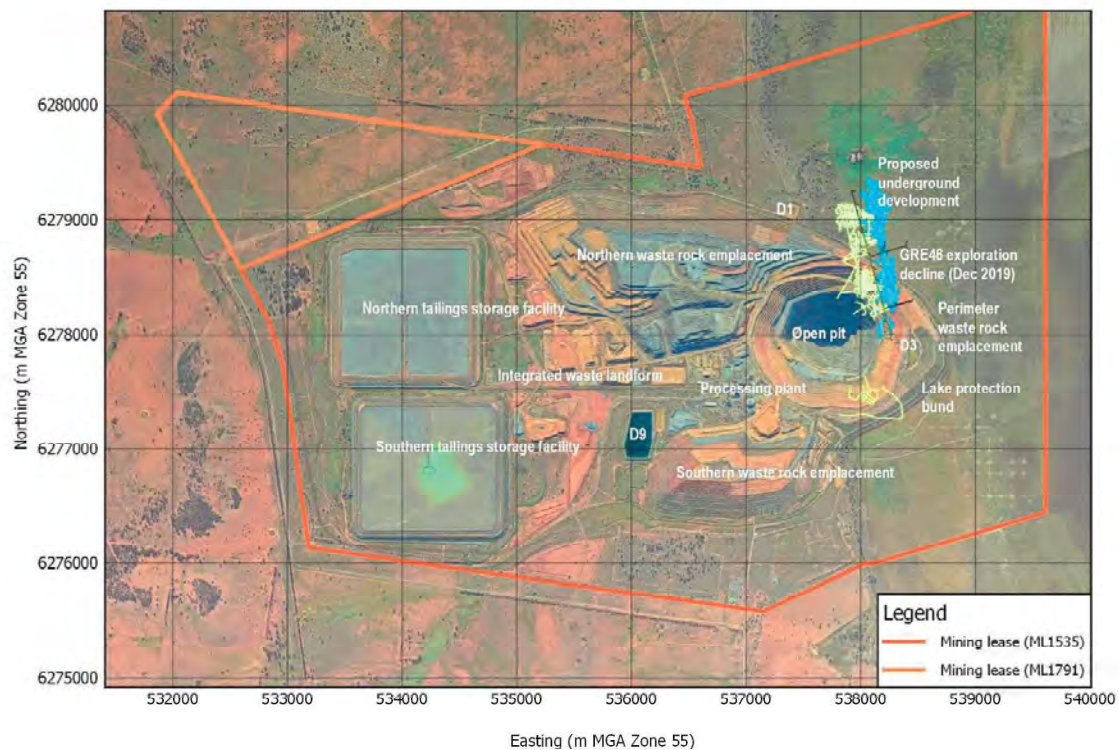 6280000
Proposed
underground
development
D1
6279000
Northern waste rock emplacement
GRE48 exploration
decline (Dec 2019)
Northern tailings storage facility
Perimeter
waste rock
emplacement
Open pit
D3
6278000
Integrated waste landform
Processing plant
Lake protection
bund
D9
Southern tailings storage facility
6277000
Southern waste rock emplacement
6276000
Legend
Mining lease (ML1535)
Mining lease (ML1791)
6275000
Northing (m MGA Zone 55)
532000 533000 534000 535000 536000 537000 538000 539000 540000
Easting (m MGA Zone 55)